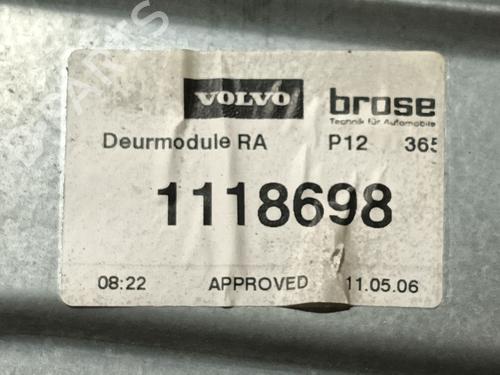 VOLVO brose
Technik für Automobile
Deurmodule RA P12 365
1118698
08:22 APPROVED 11.05.06